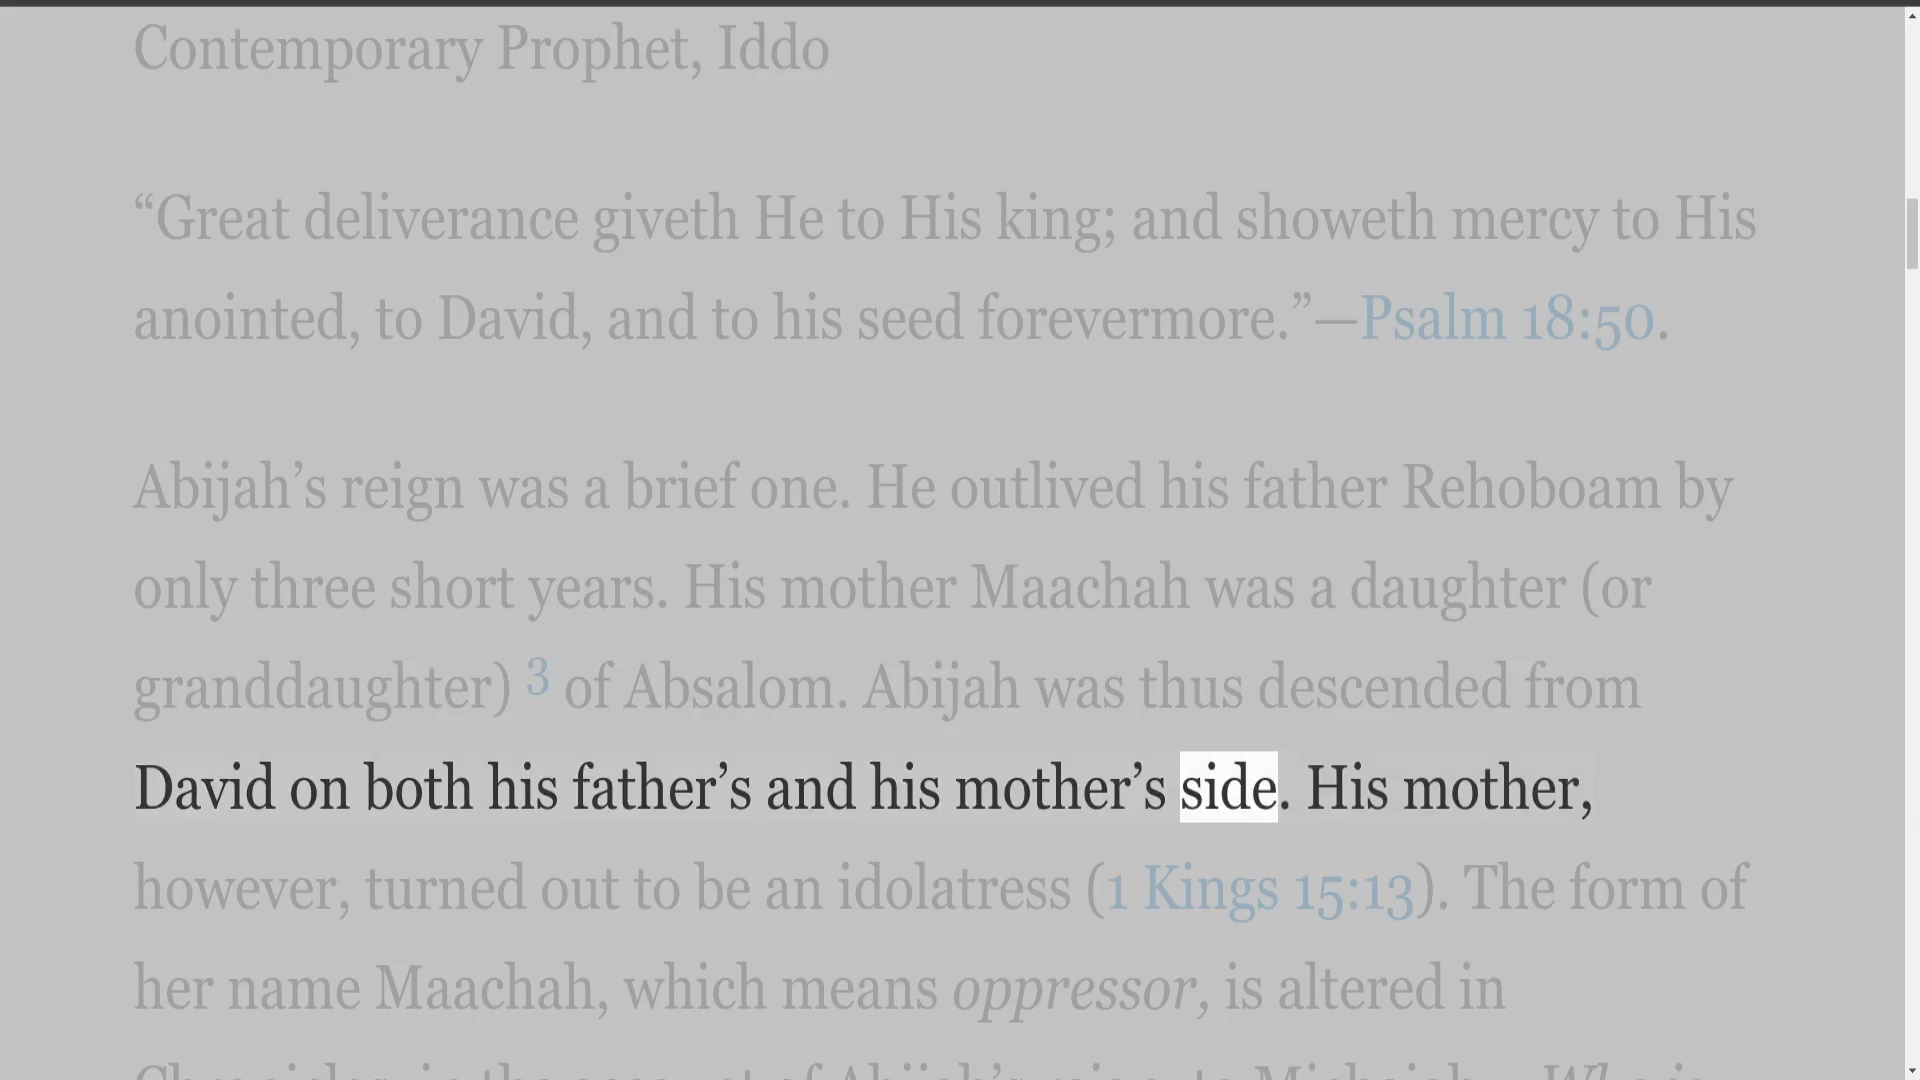 Contemporary Prophet, Iddo
“Great deliverance giveth He to His king; and showeth mercy to His
anointed, to David, and to his seed forevermore.”—Psalm 18:50.
Abijah’s reign was a brief one. He outlived his father Rehoboam by
only three short years. His mother Maachah was a daughter (or
granddaughter) 3 of Absalom. Abijah was thus descended from
David on both his father’s and his mother’s side. His mother,
however, turned out to be an idolatress (1 Kings 15:13). The form of
her name Maachah, which means oppressor, is altered in